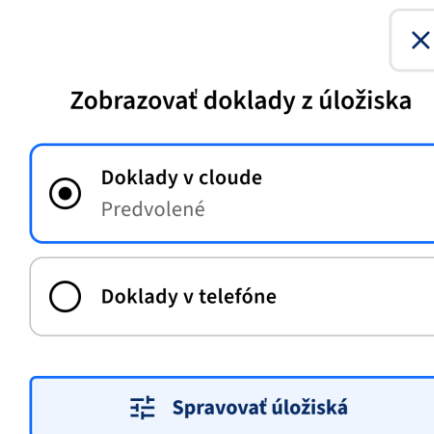 Zobrazovať doklady z úložiska
Doklady v cloude
Predvolené
Doklady v telefóne
Spravovať úložiská